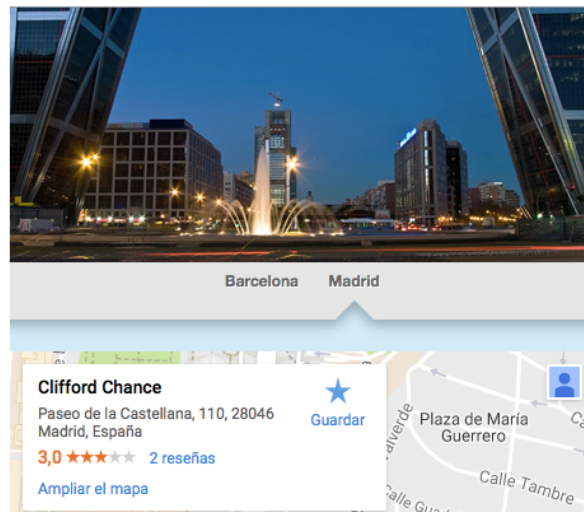 Barcelona Madrid
Clifford Chance
Paseo de la Castellana, 110, 28046
Madrid, España
3,0 2 reseñas
Ampliar el mapa
Guardar
Plaza de María
Guerrero
Calle Tambre